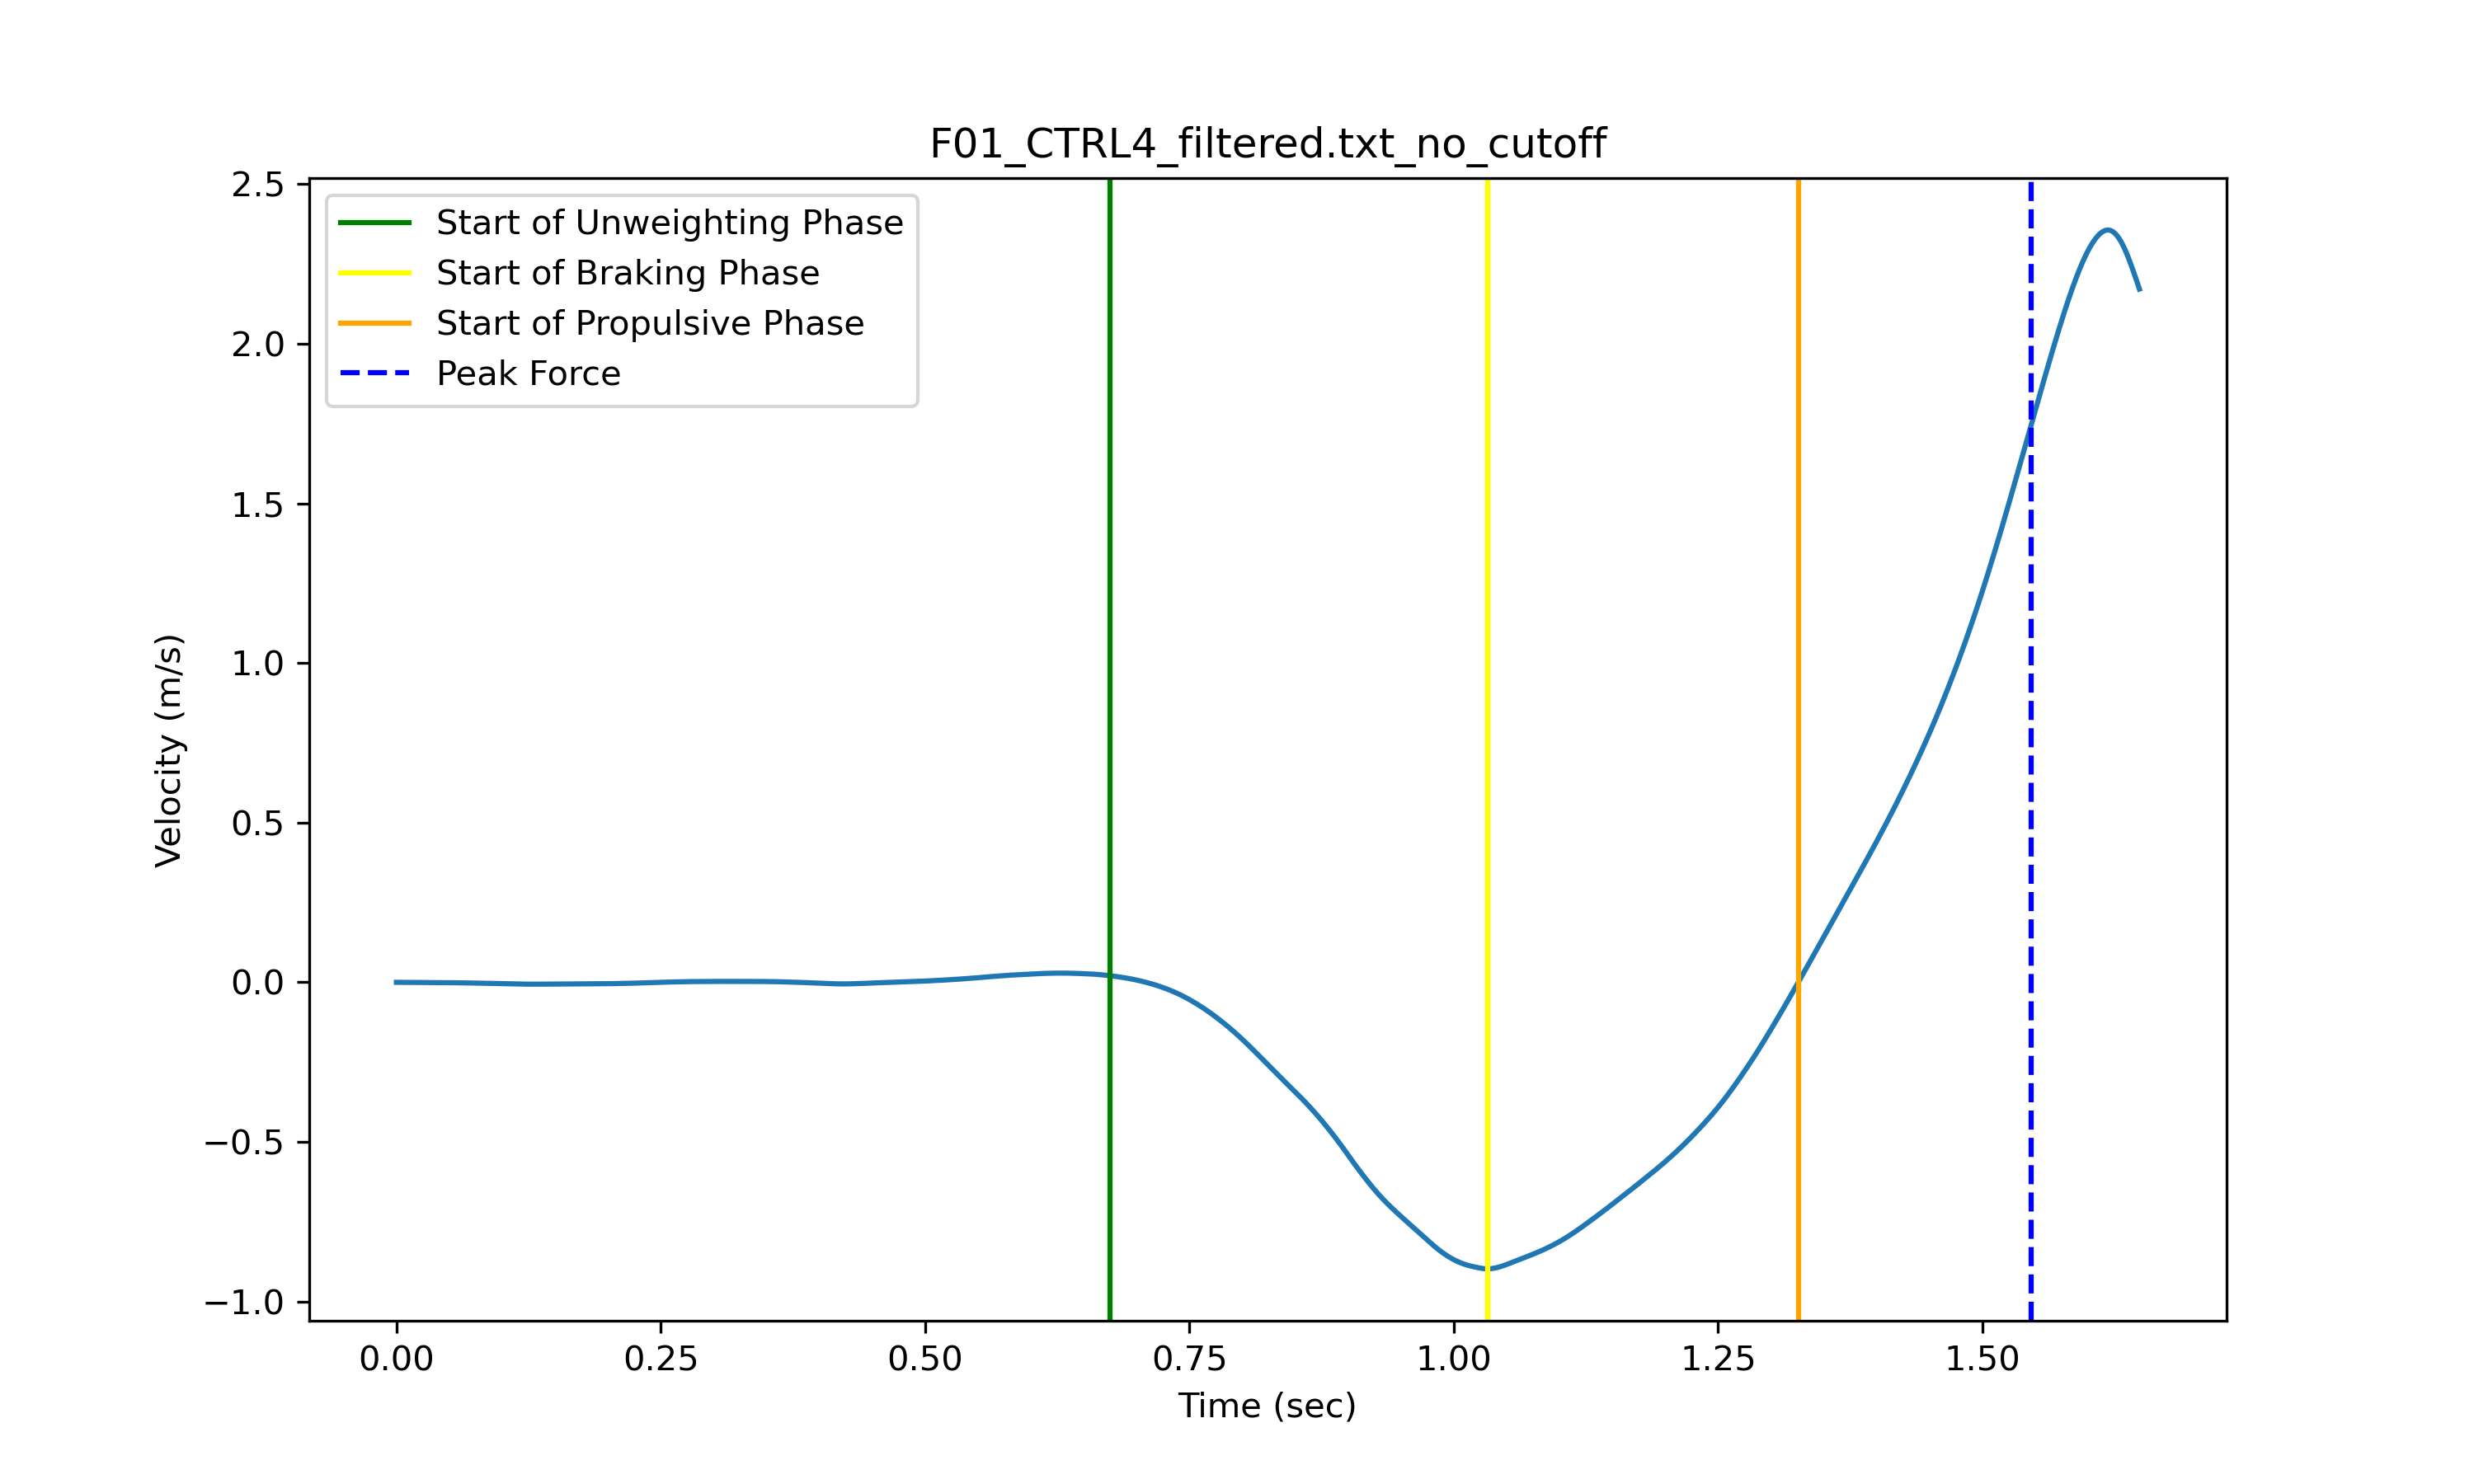 F01_CTRL4_filtered.txt_no_cutoff
2.5
2.0
1.5
1.0
0.5
0.0
−0.5
−1.0
Velocity (m/s)
Start of Unweighting Phase
Start of Braking Phase
Start of Propulsive Phase
Peak Force
0.00 0.25 0.50 0.75 1.00 1.25 1.50
Time (sec)